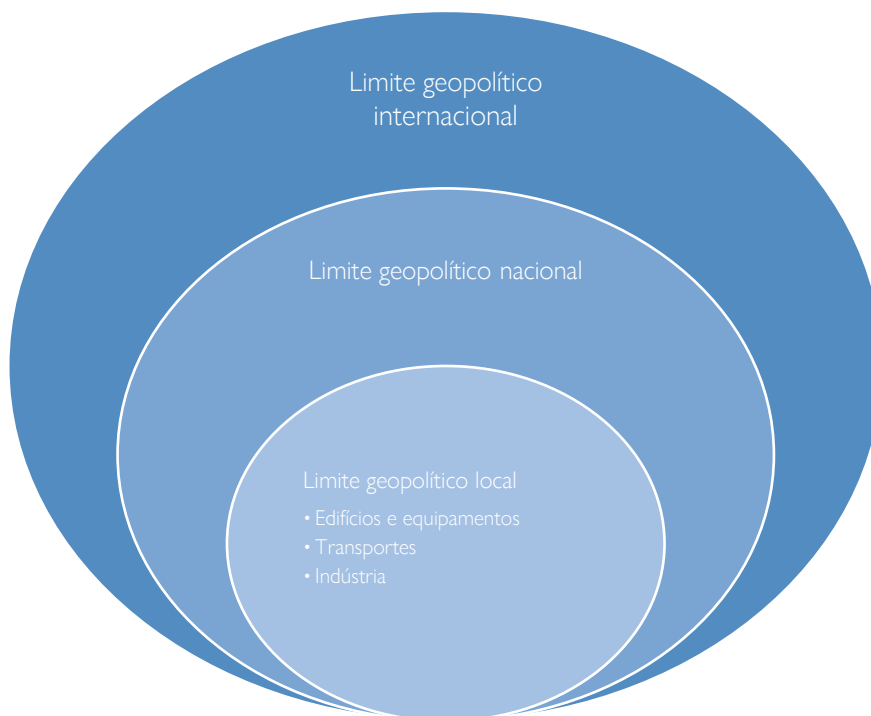 Limite geopolítico
internacional
Limite geopolítico nacional
Limite geopolítico local
• Edifícios e equipamentos
• Transportes
• Indústria